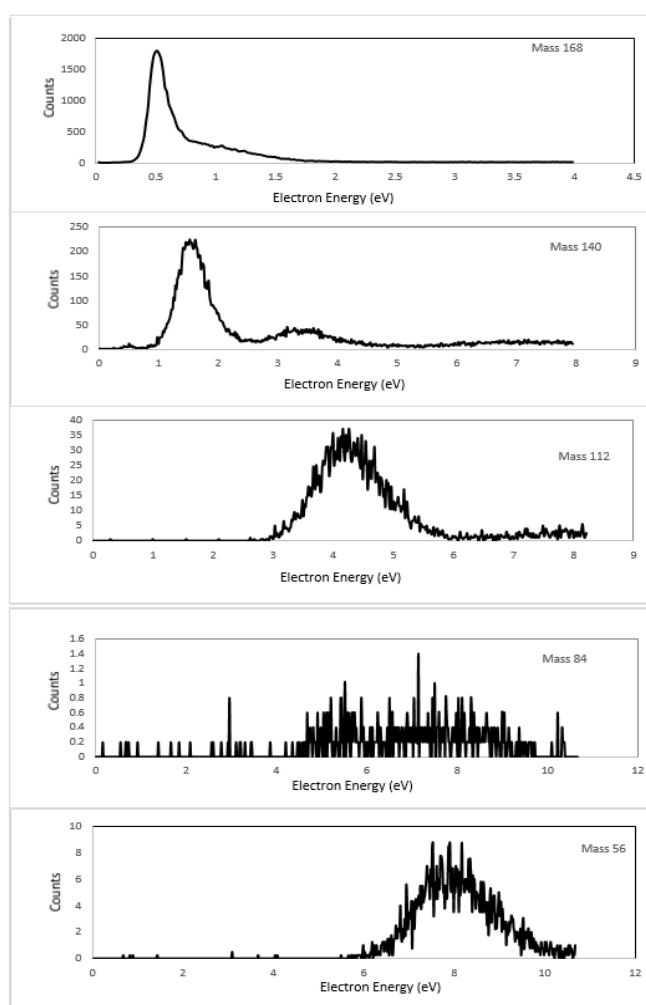 2000
1500
1000
500
0
Counts
Mass 168
0 0.5 1 1.5 2 2.5 3 3.5 4 4.5
Electron Energy (eV)
250
200
150
100
50
0
Counts
Mass 140
0 1 2 3 4 5 6 7 8 9
Electron Energy (eV)
40
35
30
25
20
15
10
5
0
Counts
Mass 112
0 1 2 3 4 5 6 7 8 9
Electron Energy (eV)
1.6
1.4
1.2
1
0.8
0.6
0.4
0.2
0
Counts
Mass 84
0 2 4 6 8 10 12
Electron Energy (eV)
10
8
6
4
2
0
Counts
Mass 56
0 2 4 6 8 10 12
Electron Energy (eV)